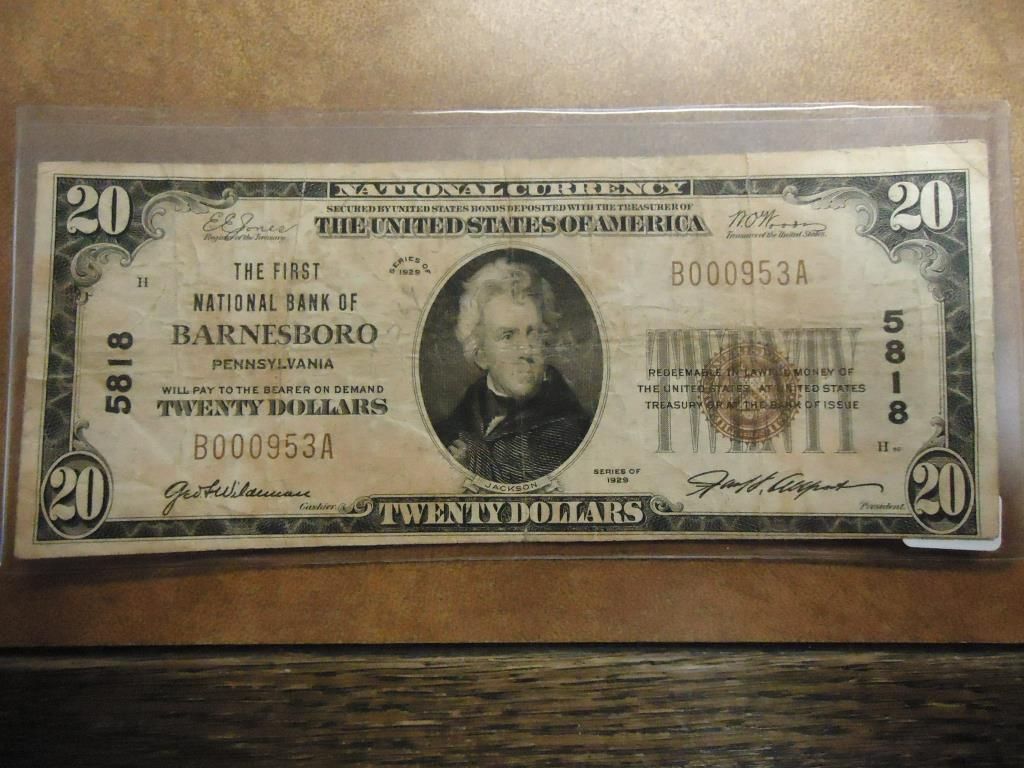 NATIONAL CURRENCY
SECURED BY UNITED STATES BONDS DEPOSITED WITH THE TREASURER OF
THE UNITED STATES OF AMERICA
20
20
E E Jones
Register of the Treasury
W.O. Woods
Treasurer of the United States
H
THE FIRST
NATIONAL BANK OF
BARNESBORO
PENNSYLVANIA
WILL PAY TO THE BEARER ON DEMAND
TWENTY DOLLARS
B000953A
5818
SERIES OF
1929
JACKSON
B000953A
TWENTY
REDEEMABLE IN LAWFUL MONEY OF
THE UNITED STATES AT UNITED STATES
TREASURY OR AT THE BANK OF ISSUE
5818
H
SERIES OF
1929
Geo L Wildeman
Cashier
President
20
TWENTY DOLLARS
20